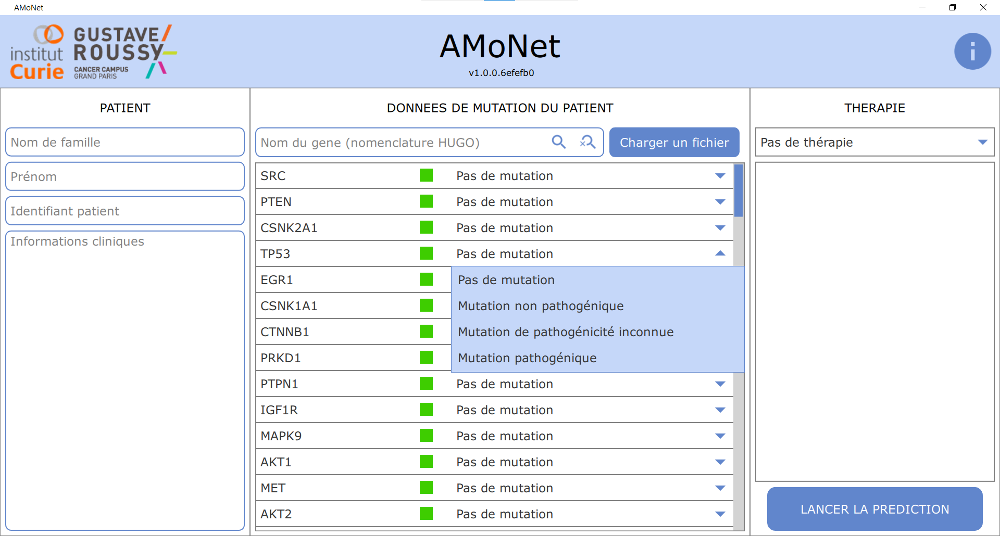 AMoNet
institut
Curie
GUSTAVE
ROUSSY
CANCER CAMPUS
GRAND PARIS
AMoNet
v1.0.0.6efefb0
i
PATIENT
Nom de famille
Prénom
Identifiant patient
Informations cliniques
DONNEES DE MUTATION DU PATIENT
Nom du gene (nomenclature HUGO)
Charger un fichier
SRC Pas de mutation
PTEN Pas de mutation
CSNK2A1 Pas de mutation
TP53 Pas de mutation
EGR1 Pas de mutation
CSNK1A1 Mutation non pathogénique
CTNNB1 Mutation de pathogénicité inconnue
PRKD1 Mutation pathogénique
PTPN1 Pas de mutation
IGF1R Pas de mutation
MAPK9 Pas de mutation
AKT1 Pas de mutation
MET Pas de mutation
AKT2 Pas de mutation
THERAPIE
Pas de thérapie
LANCER LA PREDICTION